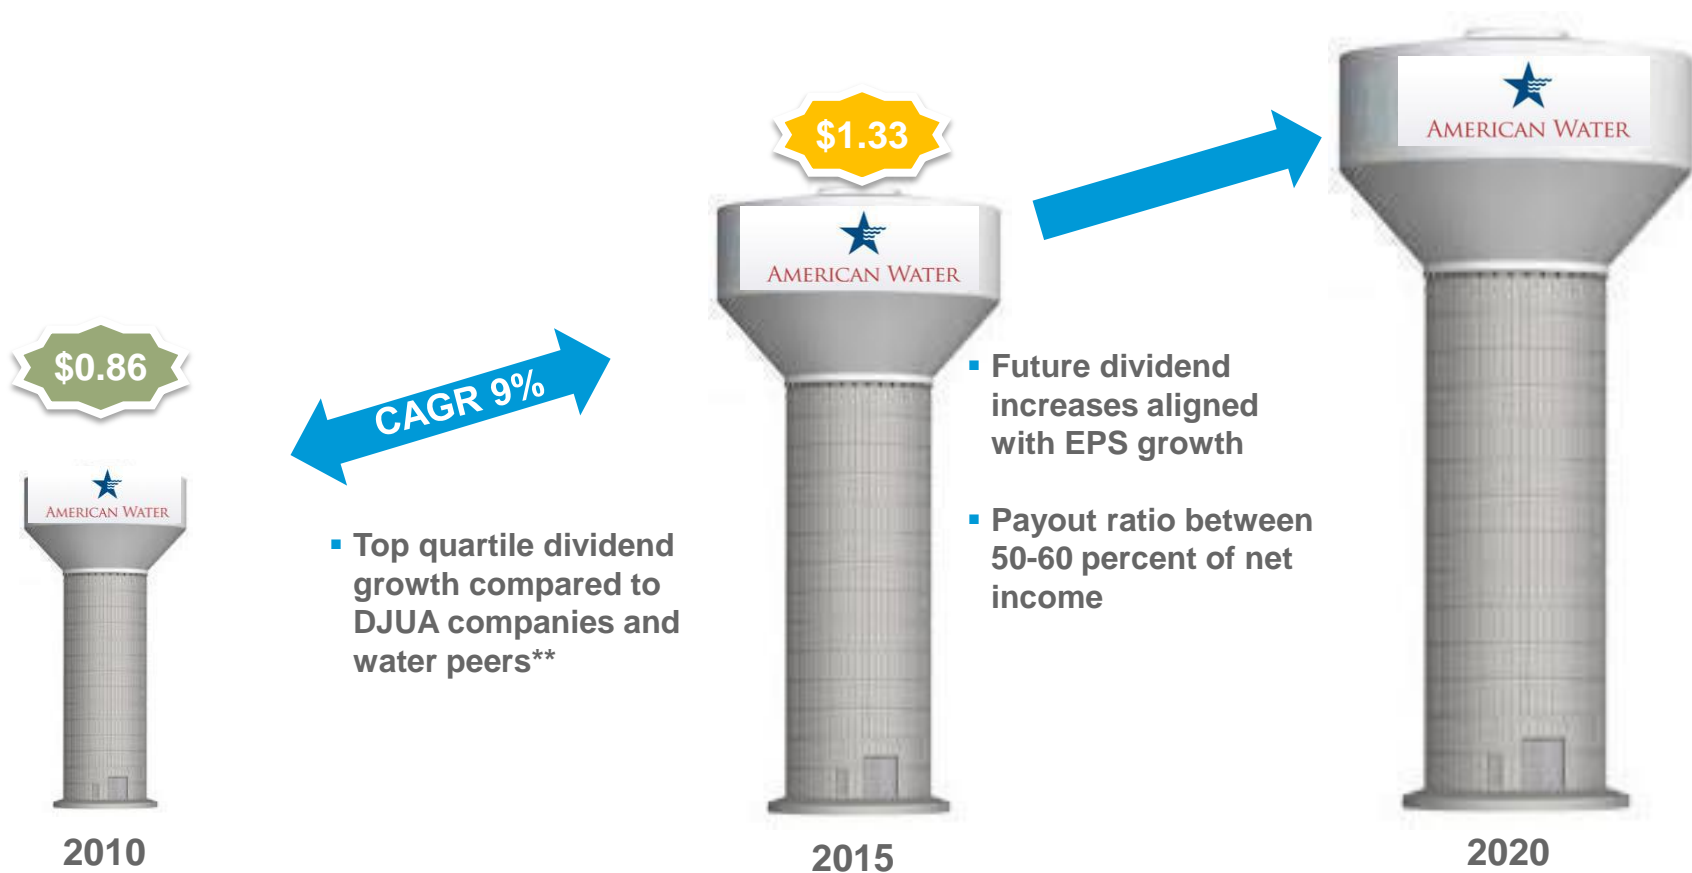 $0.86
AMERICAN WATER
2010
CAGR 9%
▪ Top quartile dividend
growth compared to
DJUA companies and
water peers**
$1.33
AMERICAN WATER
2015
▪ Future dividend
increases aligned
with EPS growth
▪ Payout ratio between
50-60 percent of net
income
AMERICAN WATER
2020